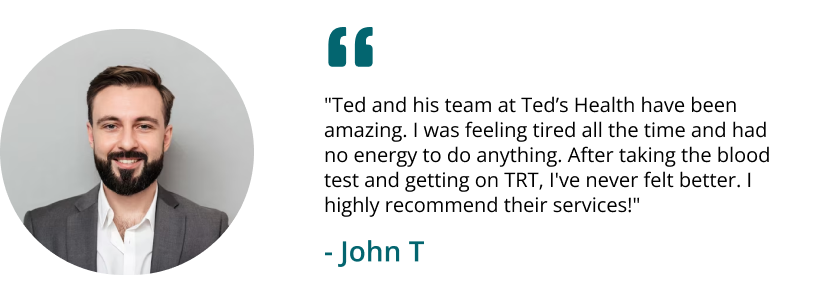 "Ted and his team at Ted’s Health have been
amazing. I was feeling tired all the time and had
no energy to do anything. After taking the blood
test and getting on TRT, I've never felt better. I
highly recommend their services!"
- John T